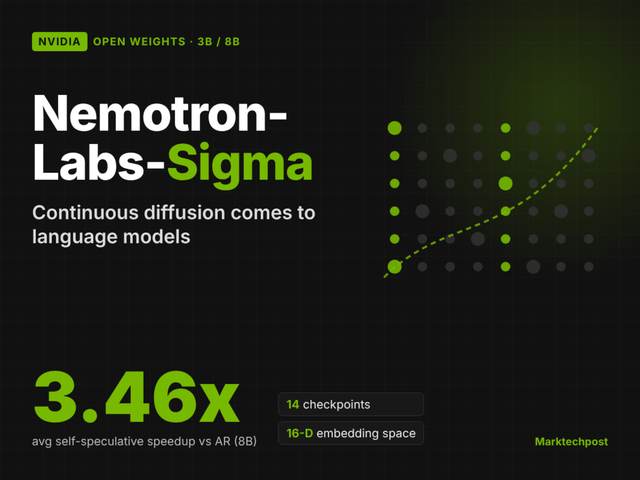 NVIDIA OPEN WEIGHTS · 3B / 8B
Nemotron-
Labs-Sigma
Continuous diffusion comes to
language models
3.46x
avg self-speculative speedup vs AR (8B)
14 checkpoints
16-D embedding space
Marktechpost